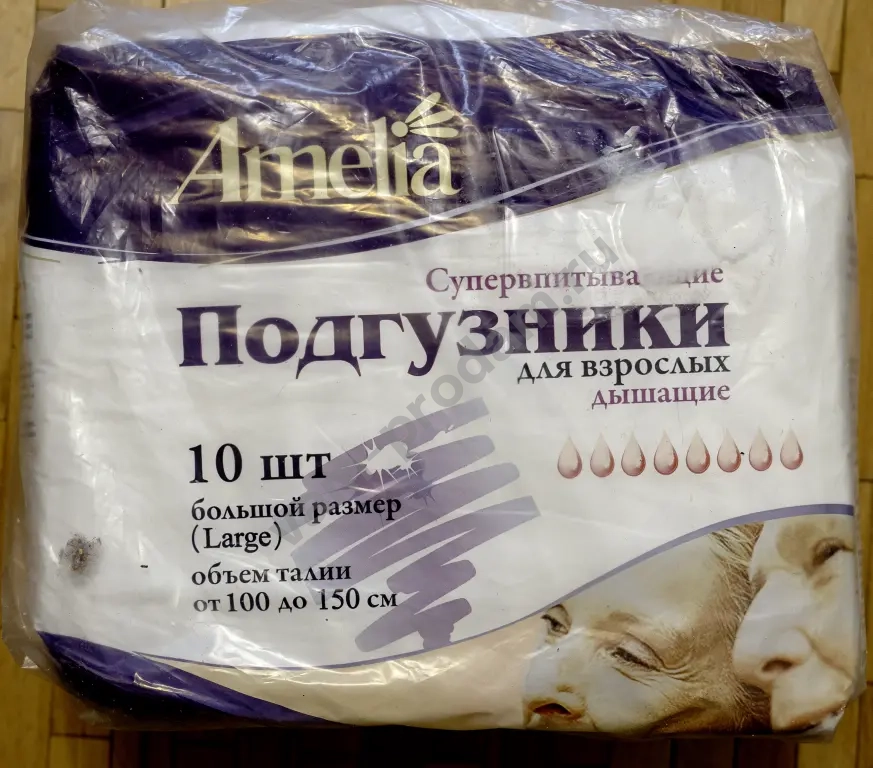 Amelia
Супервпитывающие
Подгузники
для взрослых
дышащие
10 шт
большой размер
(Large)
объем талии
от 100 до 150 см